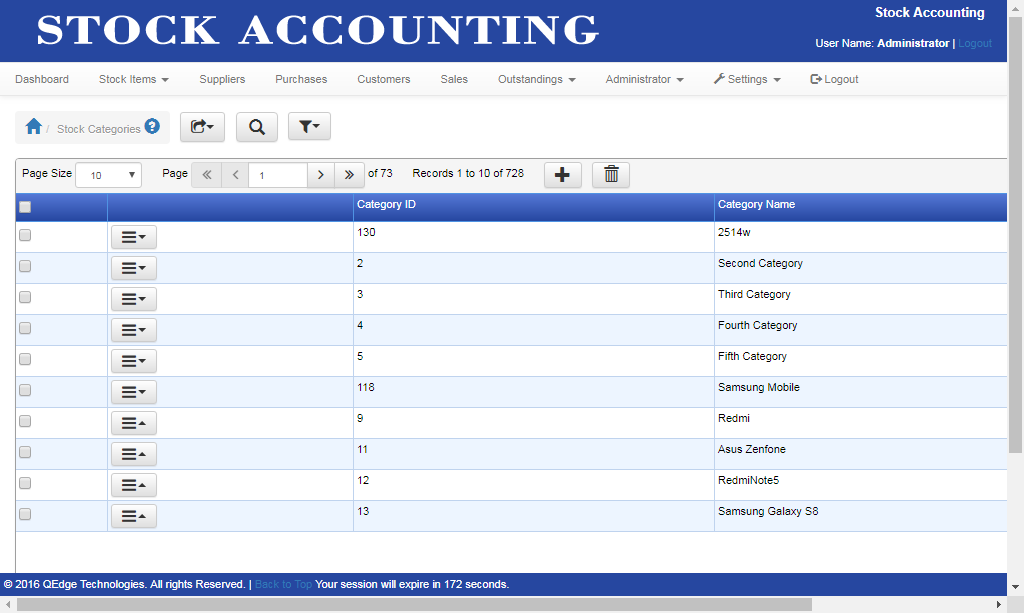 STOCK ACCOUNTING
Stock Accounting
User Name: Administrator | Logout
Dashboard Stock Items Suppliers Purchases Customers Sales Outstandings Administrator Settings Logout
/ Stock Categories ?
Page Size 10 Page « ‹ 1 › » of 73 Records 1 to 10 of 728
Category ID Category Name
130 2514w
2 Second Category
3 Third Category
4 Fourth Category
5 Fifth Category
118 Samsung Mobile
9 Redmi
11 Asus Zenfone
12 RedmiNote5
13 Samsung Galaxy S8
© 2016 QEdge Technologies. All rights Reserved. | Back to Top Your session will expire in 172 seconds.